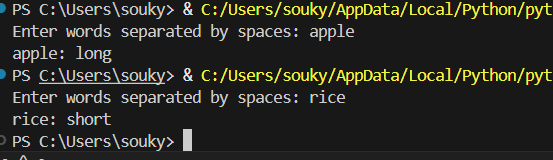 PS C:\Users\souky> & C:/Users/souky/AppData/Local/Python/pyt
Enter words separated by spaces: apple
apple: long
PS C:\Users\souky> & C:/Users/souky/AppData/Local/Python/pyt
Enter words separated by spaces: rice
rice: short
PS C:\Users\souky>